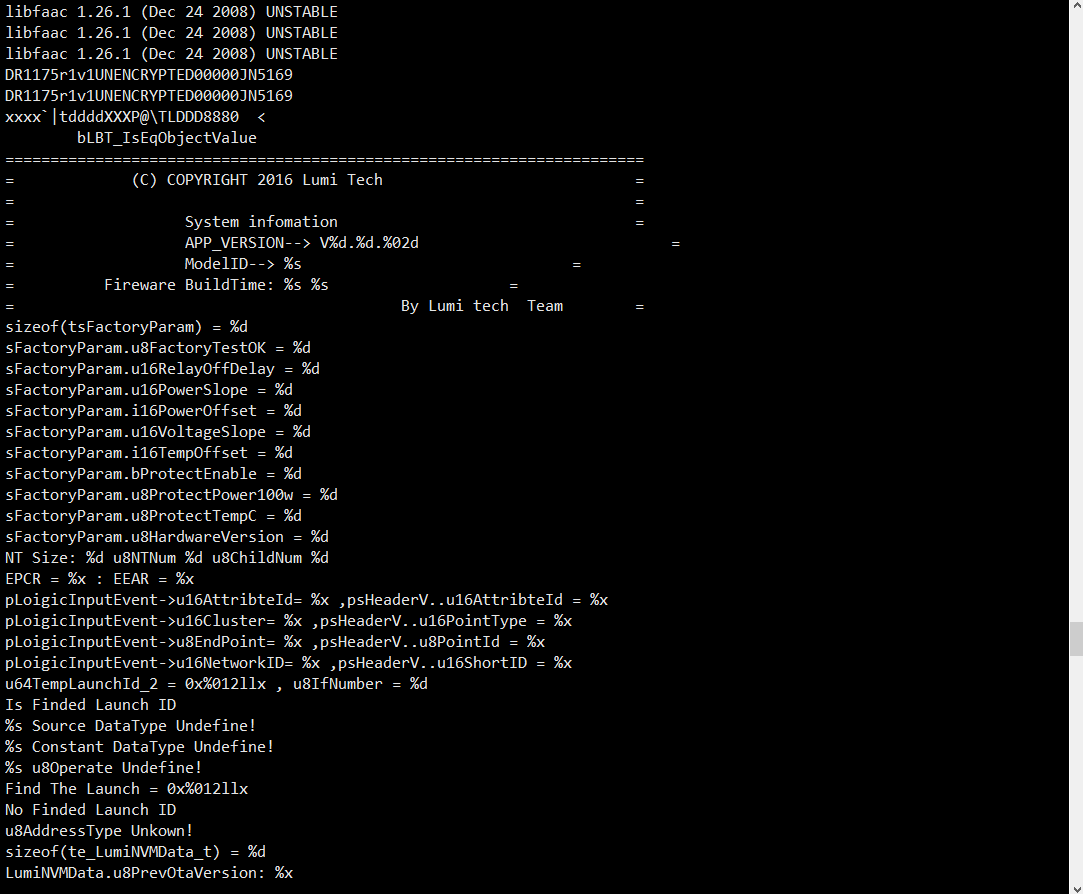 libfaac 1.26.1 (Dec 24 2008) UNSTABLE
libfaac 1.26.1 (Dec 24 2008) UNSTABLE
libfaac 1.26.1 (Dec 24 2008) UNSTABLE
DR1175r1v1UNENCRYPTED00000JN5169
DR1175r1v1UNENCRYPTED00000JN5169
xxxx`|tddddXXXP@\TLDDD8880  <
        bLBT_IsEqObjectValue
=======================================================================
=             (C) COPYRIGHT 2016 Lumi Tech                            =
=                                                                     =
=                   System infomation                                 =
=                   APP_VERSION--> V%d.%d.%02d                            =
=                   ModelID--> %s                              =
=          Fireware BuildTime: %s %s                    =
=                                           By Lumi tech  Team        =
sizeof(tsFactoryParam) = %d
sFactoryParam.u8FactoryTestOK = %d
sFactoryParam.u16RelayOffDelay = %d
sFactoryParam.u16PowerSlope = %d
sFactoryParam.i16PowerOffset = %d
sFactoryParam.u16VoltageSlope = %d
sFactoryParam.i16TempOffset = %d
sFactoryParam.bProtectEnable = %d
sFactoryParam.u8ProtectPower100w = %d
sFactoryParam.u8ProtectTempC = %d
sFactoryParam.u8HardwareVersion = %d
NT Size: %d u8NTNum %d u8ChildNum %d
EPCR = %x : EEAR = %x
pLoigicInputEvent->u16AttribteId= %x ,psHeaderV..u16AttribteId = %x
pLoigicInputEvent->u16Cluster= %x ,psHeaderV..u16PointType = %x
pLoigicInputEvent->u8EndPoint= %x ,psHeaderV..u8PointId = %x
pLoigicInputEvent->u16NetworkID= %x ,psHeaderV..u16ShortID = %x
u64TempLaunchId_2 = 0x%012llx , u8IfNumber = %d
Is Finded Launch ID
%s Source DataType Undefine!
%s Constant DataType Undefine!
%s u8Operate Undefine!
Find The Launch = 0x%012llx
No Finded Launch ID
u8AddressType Unkown!
sizeof(te_LumiNVMData_t) = %d
LumiNVMData.u8PrevOtaVersion: %x